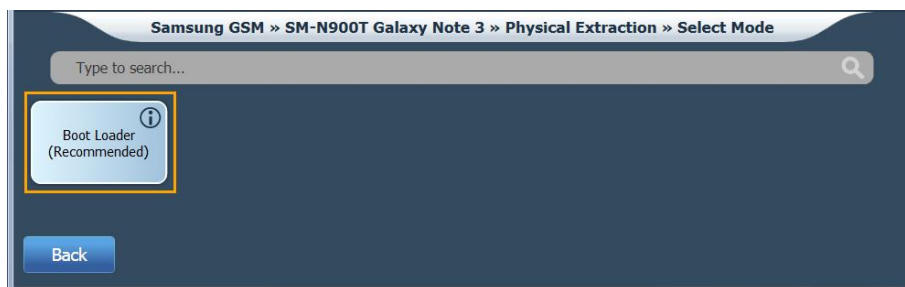 Samsung GSM » SM-N900T Galaxy Note 3 » Physical Extraction » Select Mode
Type to search...
Boot Loader
(Recommended)
Back